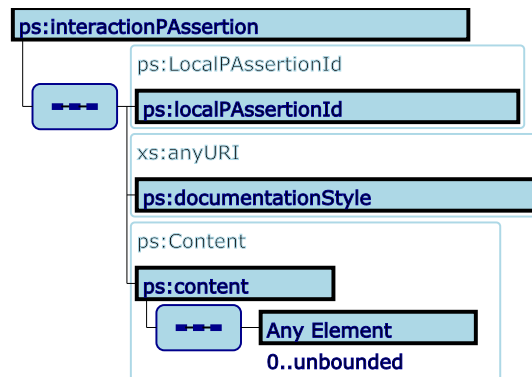 ps:interactionPAssertion
ps:LocalPAssertionId
ps:localPAssertionId
xs:anyURI
ps:documentationStyle
ps:Content
ps:content
Any Element
0..unbounded